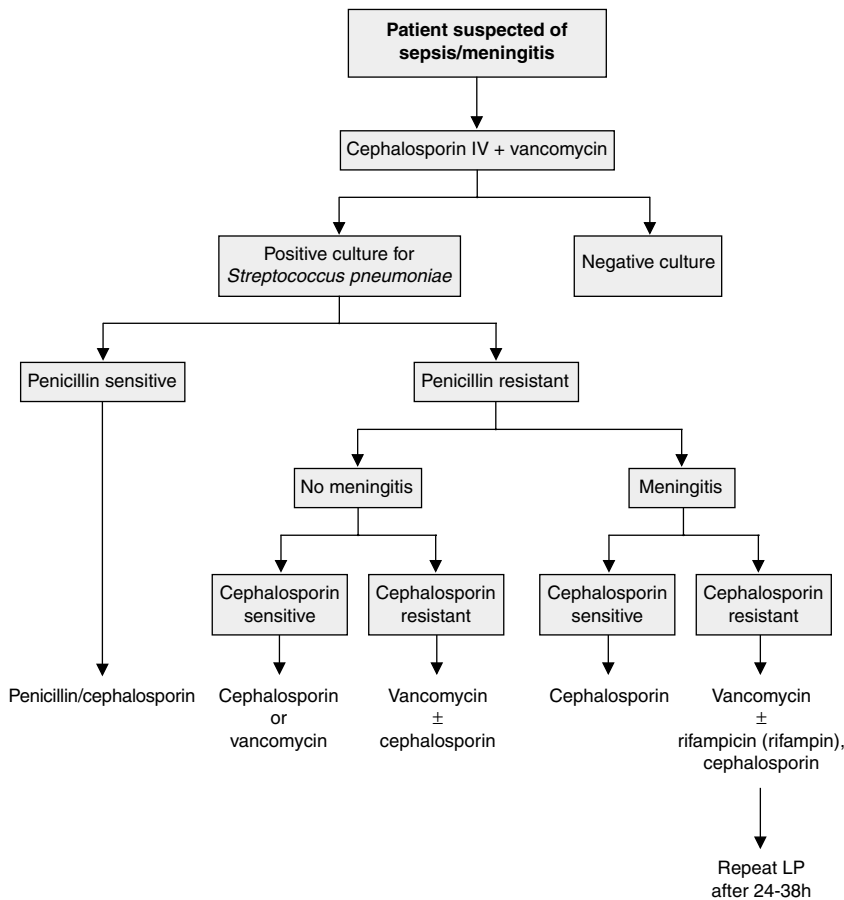 Patient suspected of
sepsis/meningitis
Cephalosporin IV + vancomycin
Positive culture for
Streptococcus pneumoniae
Negative culture
Penicillin sensitive
Penicillin resistant
No meningitis
Meningitis
Cephalosporin
sensitive
Cephalosporin
resistant
Cephalosporin
sensitive
Cephalosporin
resistant
Penicillin/cephalosporin
Cephalosporin
or
vancomycin
Vancomycin
±
cephalosporin
Cephalosporin
Vancomycin
±
rifampicin (rifampin),
cephalosporin
Repeat LP
after 24-38h